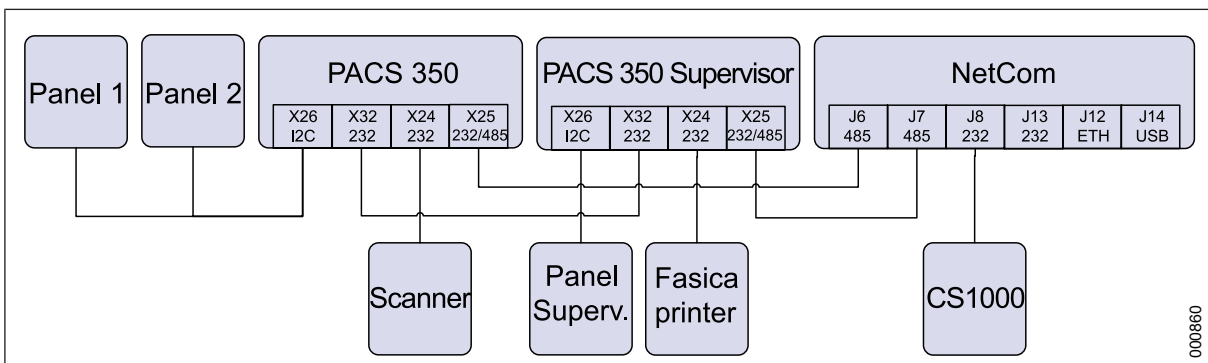 Panel 1
Panel 2
PACS 350
X26
I2C
X32
232
X24
232
X25
232/485
PACS 350 Supervisor
X26
I2C
X32
232
X24
232
X25
232/485
NetCom
J6
485
J7
485
J8
232
J13
232
J12
ETH
J14
USB
Scanner
Panel
Superv.
Fasica
printer
CS1000
000860